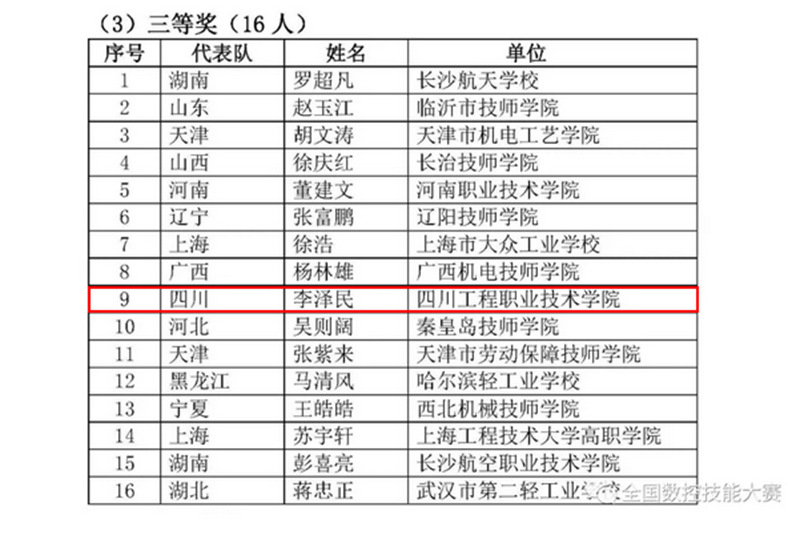 （3）三等奖（16 人）
序号 代表队 姓名 单位
1 湖南 罗超凡 长沙航天学校
2 山东 赵玉江 临沂市技师学院
3 天津 胡文涛 天津市机电工艺学院
4 山西 徐庆红 长治技师学院
5 河南 董建文 河南职业技术学院
6 辽宁 张富鹏 辽阳技师学院
7 上海 徐浩 上海市大众工业学校
8 广西 杨林雄 广西机电技师学院
9 四川 李泽民 四川工程职业技术学院
10 河北 吴则阔 秦皇岛技师学院
11 天津 张紫来 天津市劳动保障技师学院
12 黑龙江 马清风 哈尔滨轻工业学校
13 宁夏 王皓皓 西北机械技师学院
14 上海 苏宇轩 上海工程技术大学高职学院
15 湖南 彭喜亮 长沙航空职业技术学院
16 湖北 蒋忠正 武汉市第二轻工业学校
全国数控技能大赛